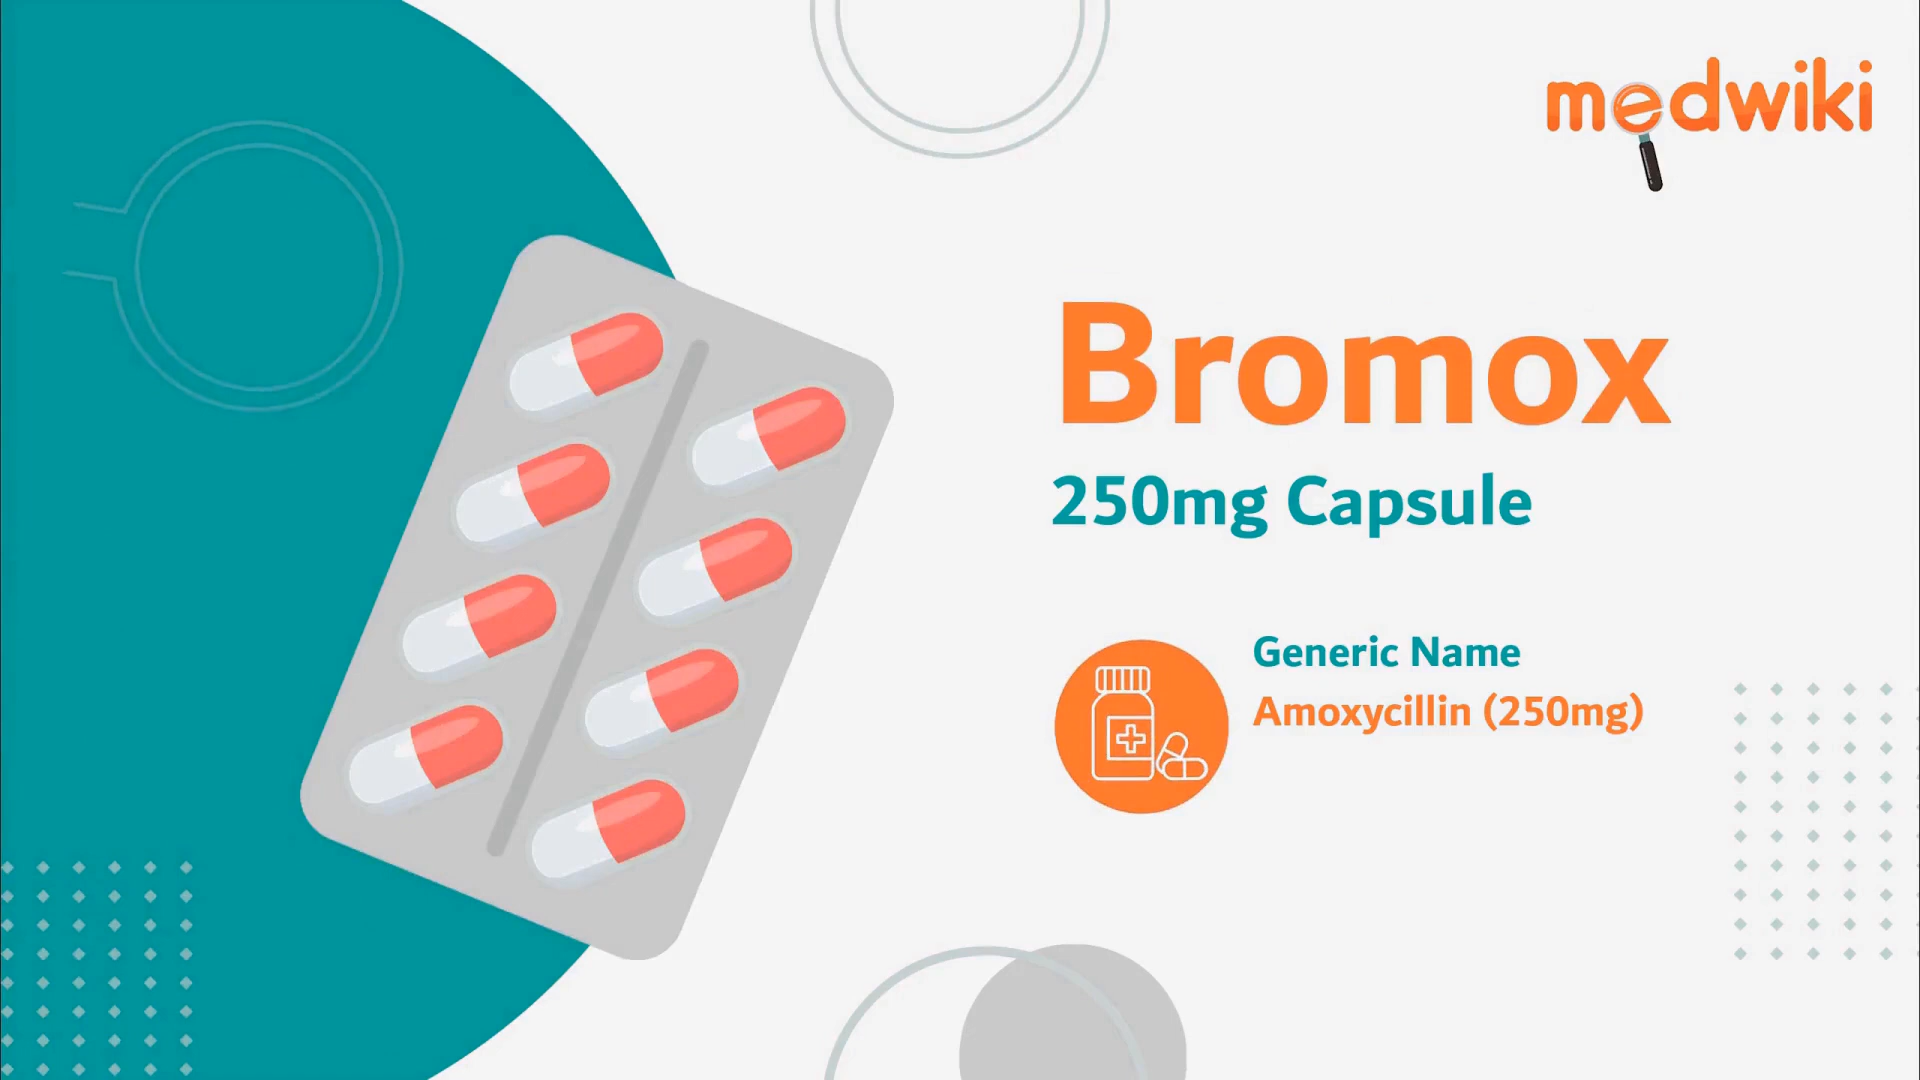 medwiki
Bromox
250mg Capsule
Generic Name
Amoxycillin (250mg)